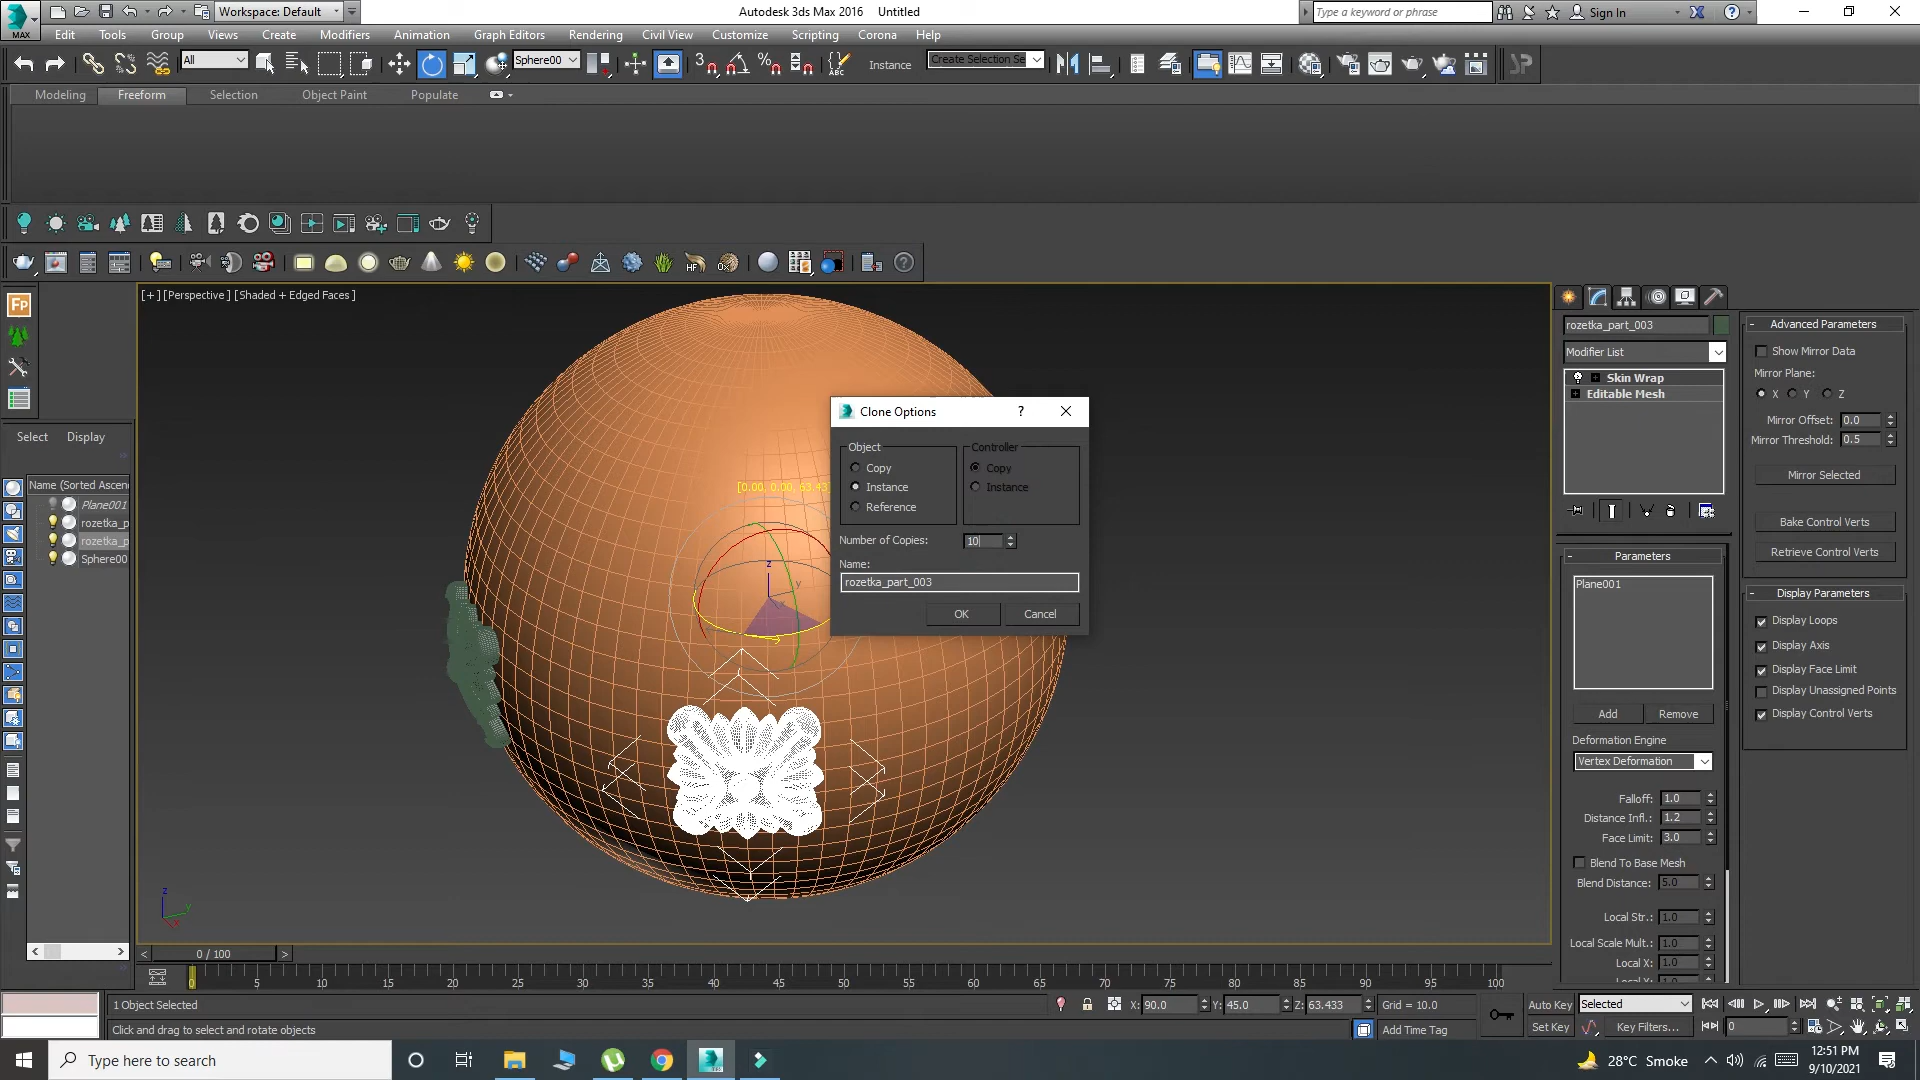 Workspace: Default
Autodesk 3ds Max 2016 Untitled
Type a keyword or phrase
Sign In
MAX
Edit Tools Group Views Create Modifiers Animation Graph Editors Rendering Civil View Customize Scripting Corona Help
All
Sphere00
3
ABC
Instance
Create Selection Se
Modeling Freeform Selection Object Paint Populate
HF
[+] [Perspective] [Shaded + Edged Faces]
Select Display
Name (Sorted Ascen
Plane001
rozetka_p
rozetka_p
Sphere00
Clone Options
Object
Copy
Instance
Reference
Controller
Copy
Instance
Number of Copies: 10
Name:
rozetka_part_003
OK Cancel
[0.00, 0.00, 63.43
z
y
z
y
x
rozetka_part_003
Modifier List
Skin Wrap
Editable Mesh
Parameters
Plane001
Add Remove
Deformation Engine
Vertex Deformation
Falloff: 1.0
Distance Infl.: 1.2
Face Limit: 3.0
Blend To Base Mesh
Blend Distance: 5.0
Local Str.: 1.0
Local Scale Mult.: 1.0
Local X: 1.0
Advanced Parameters
Show Mirror Data
Mirror Plane:
X Y Z
Mirror Offset: 0.0
Mirror Threshold: 0.5
Mirror Selected
Bake Control Verts
Retrieve Control Verts
Display Parameters
Display Loops
Display Axis
Display Face Limit
Display Unassigned Points
Display Control Verts
0 / 100
0 5 10 15 20 25 30 35 40 45 50 55 60 65 70 75 80 85 90 95 100
1 Object Selected
X: 90.0 Y: 45.0 Z: 63.433 Grid = 10.0
Auto Key Selected
Click and drag to select and rotate objects
Add Time Tag
Set Key Key Filters... 0
Type here to search
28°C Smoke
12:51 PM
9/10/2021